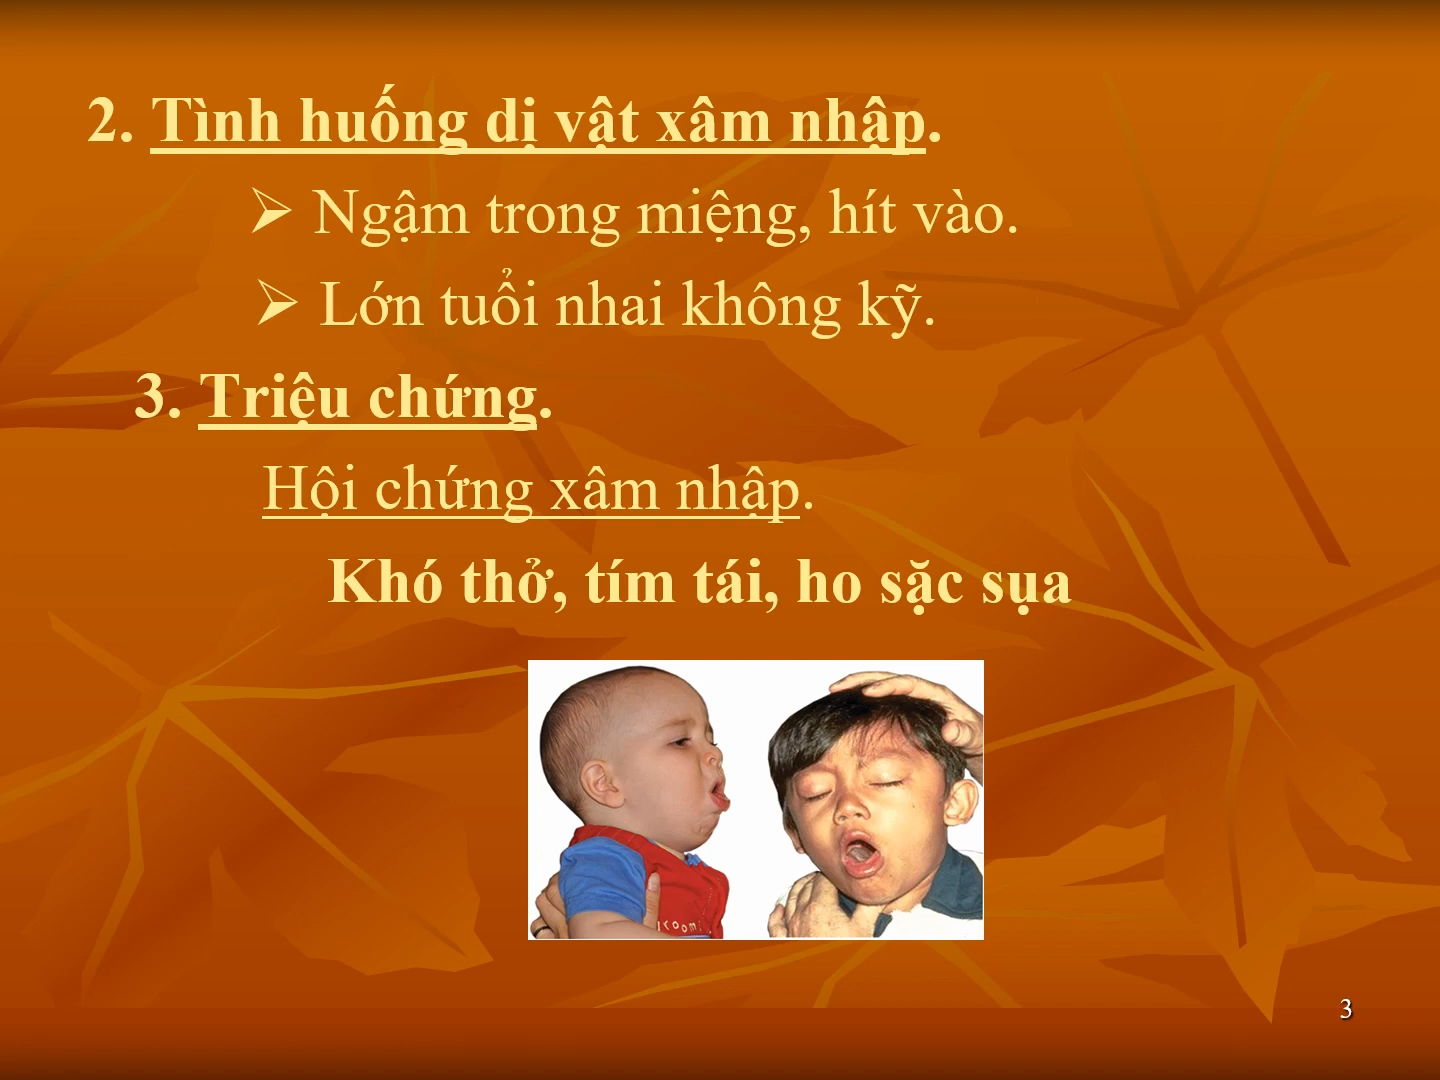 2. Tình huống dị vật xâm nhập.
➢ Ngậm trong miệng, hít vào.
➢ Lớn tuổi nhai không kỹ.
3. Triệu chứng.
Hội chứng xâm nhập.
Khó thở, tím tái, ho sặc sụa
room
3